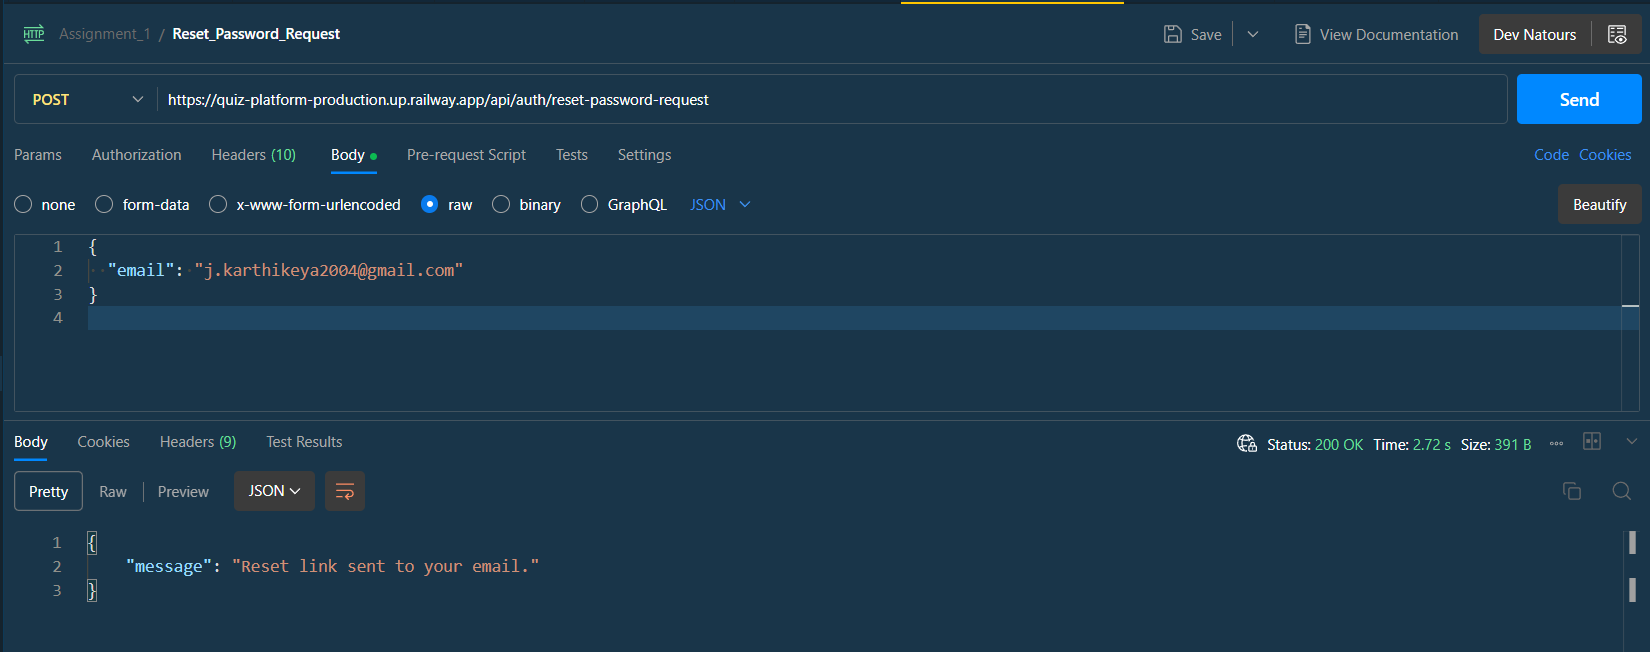 HTTP Assignment_1 / Reset_Password_Request Save View Documentation Dev Natours
POST https://quiz-platform-production.up.railway.app/api/auth/reset-password-request Send
Params Authorization Headers (10) Body Pre-request Script Tests Settings Code Cookies
none form-data x-www-form-urlencoded raw binary GraphQL JSON Beautify
1 {
2 "email": "j.karthikeya2004@gmail.com"
3 }
4
Body Cookies Headers (9) Test Results Status: 200 OK Time: 2.72 s Size: 391 B
Pretty Raw Preview JSON
1 {
2 "message": "Reset link sent to your email."
3 }